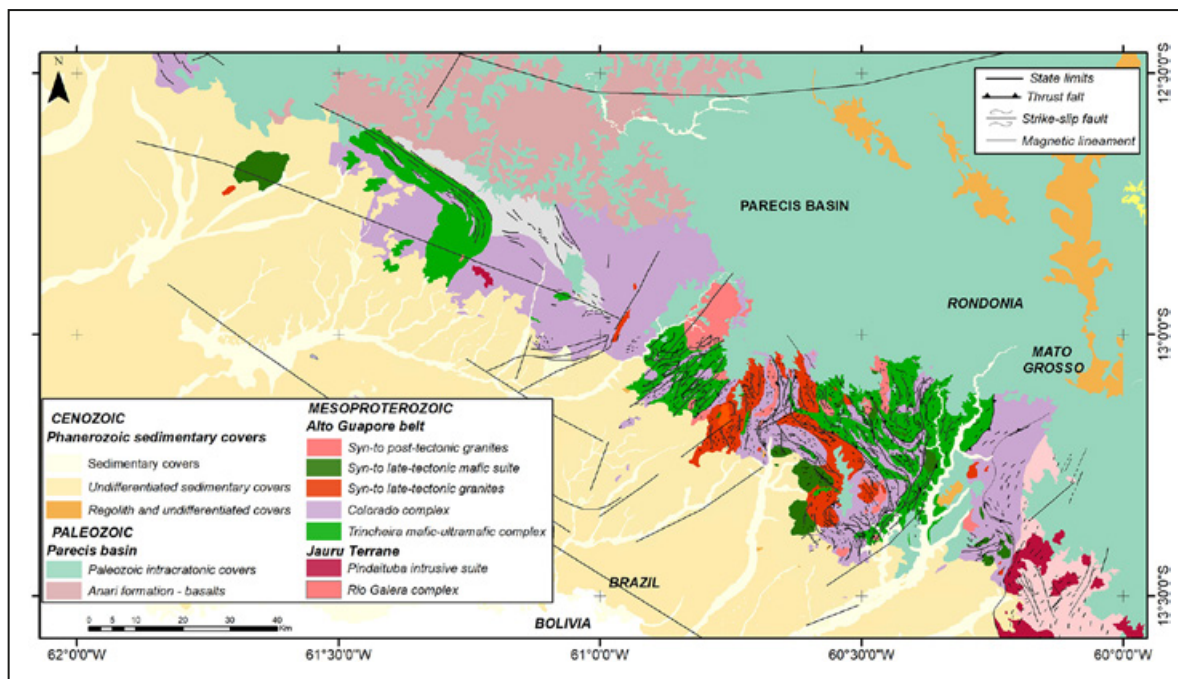 N
State limits
Thrust falt
Strike-slip fault
Magnetic lineament
12°30'0"S
PARECIS BASIN
RONDONIA
MATO
GROSSO
13°0'0"S
CENOZOIC
Phanerozoic sedimentary covers
Sedimentary covers
Undifferentiated sedimentary covers
Regolith and undifferentiated covers
PALEOZOIC
Parecis basin
Paleozoic intracratonic covers
Anari formation - basalts
MESOPROTEROZOIC
Alto Guapore belt
Syn-to post-tectonic granites
Syn-to late-tectonic mafic suite
Syn-to late-tectonic granites
Colorado complex
Trincheira mafic-ultramafic complex
Jauru Terrane
Pindaituba intrusive suite
Rio Galera complex
0 5 10 20 30 40
Km
BRAZIL
BOLIVIA
13°30'0"S
62°0'0"W
61°30'0"W
61°0'0"W
60°30'0"W
60°0'0"W